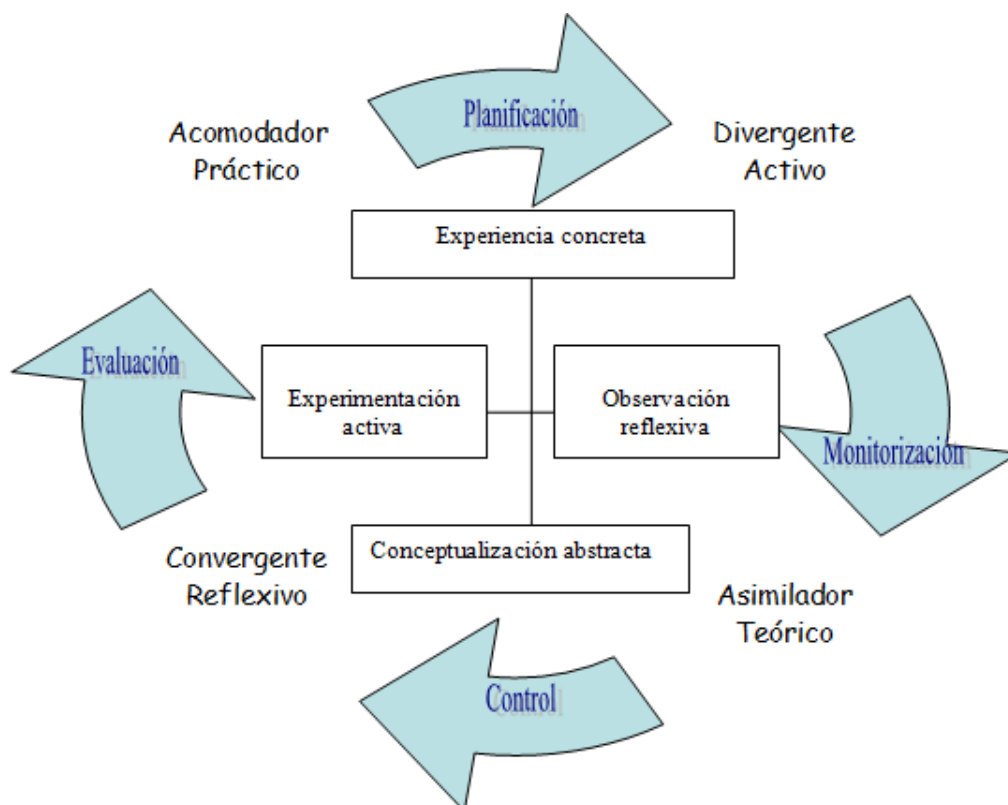 Planificación
Acomodador
Práctico
Divergente
Activo
Experiencia concreta
Evaluación
Experimentación
activa
Observación
reflexiva
Monitorización
Convergente
Reflexivo
Conceptualización abstracta
Asimilador
Teórico
Control